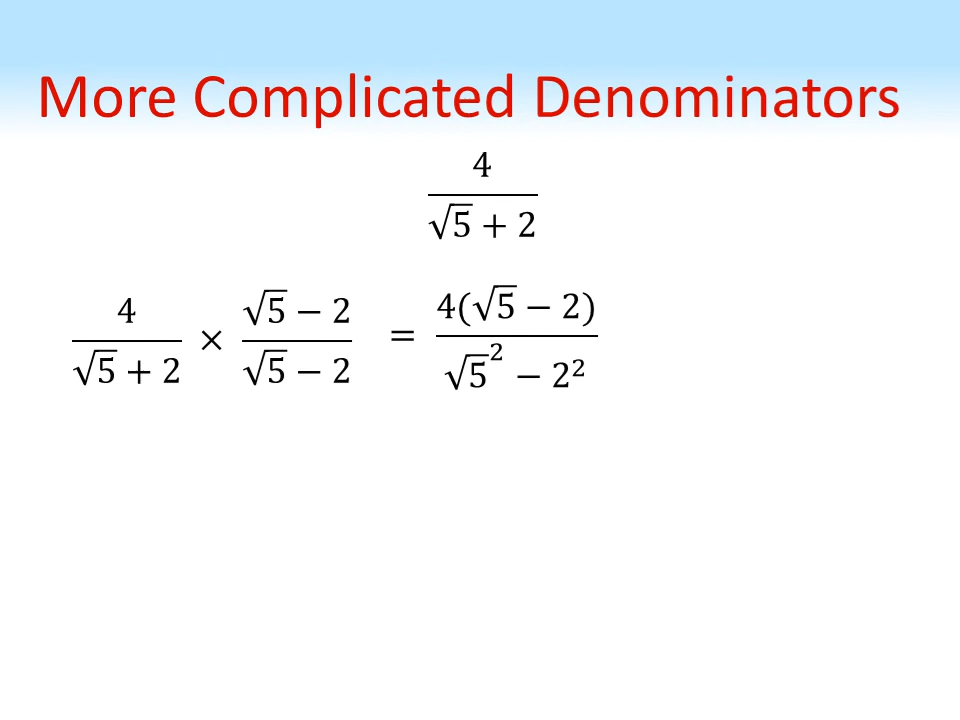 More Complicated Denominators
4
√5 + 2
4/(√5 + 2) × (√5 − 2)/(√5 − 2) = 4(√5 − 2)/(√5² − 2²)